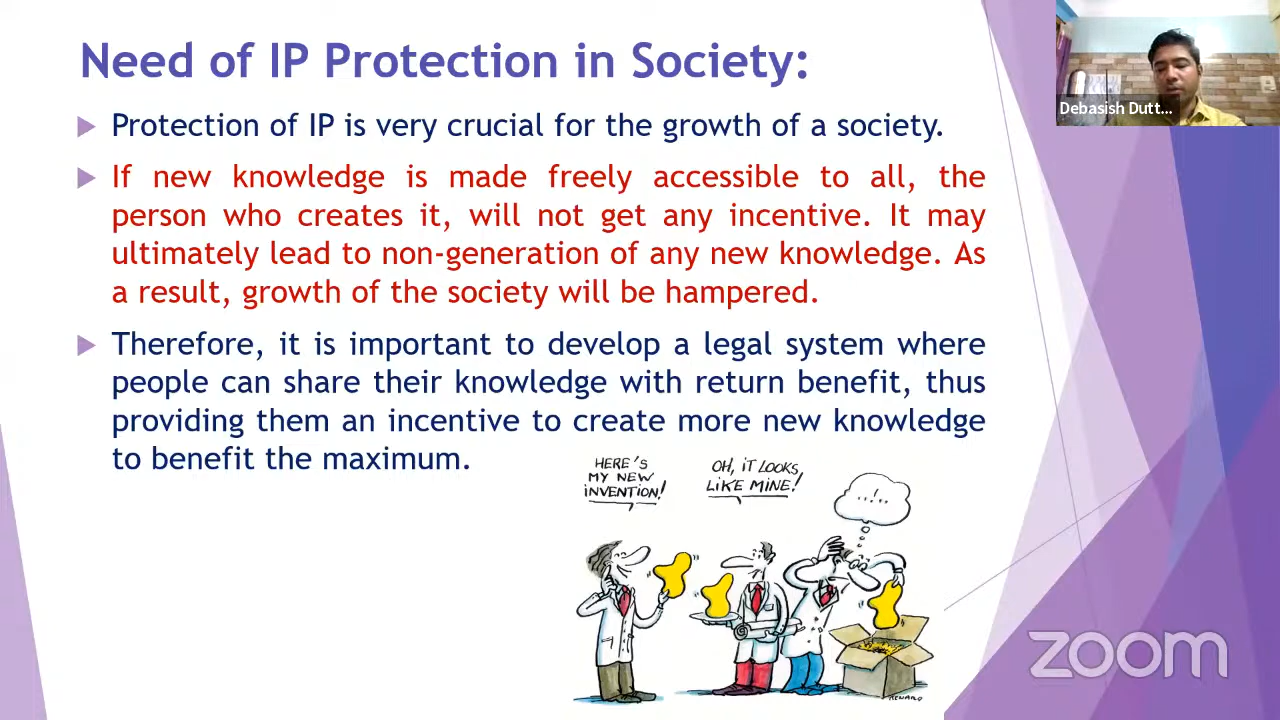 Need of IP Protection in Society:
Protection of IP is very crucial for the growth of a society.
If new knowledge is made freely accessible to all, the
person who creates it, will not get any incentive. It may
ultimately lead to non-generation of any new knowledge. As
a result, growth of the society will be hampered.
Therefore, it is important to develop a legal system where
people can share their knowledge with return benefit, thus
providing them an incentive to create more new knowledge
to benefit the maximum.
HERE'S
MY NEW
INVENTION!
OH, IT LOOKS
LIKE MINE!
...!..
Debasish Dutt...
zoom
RENARD